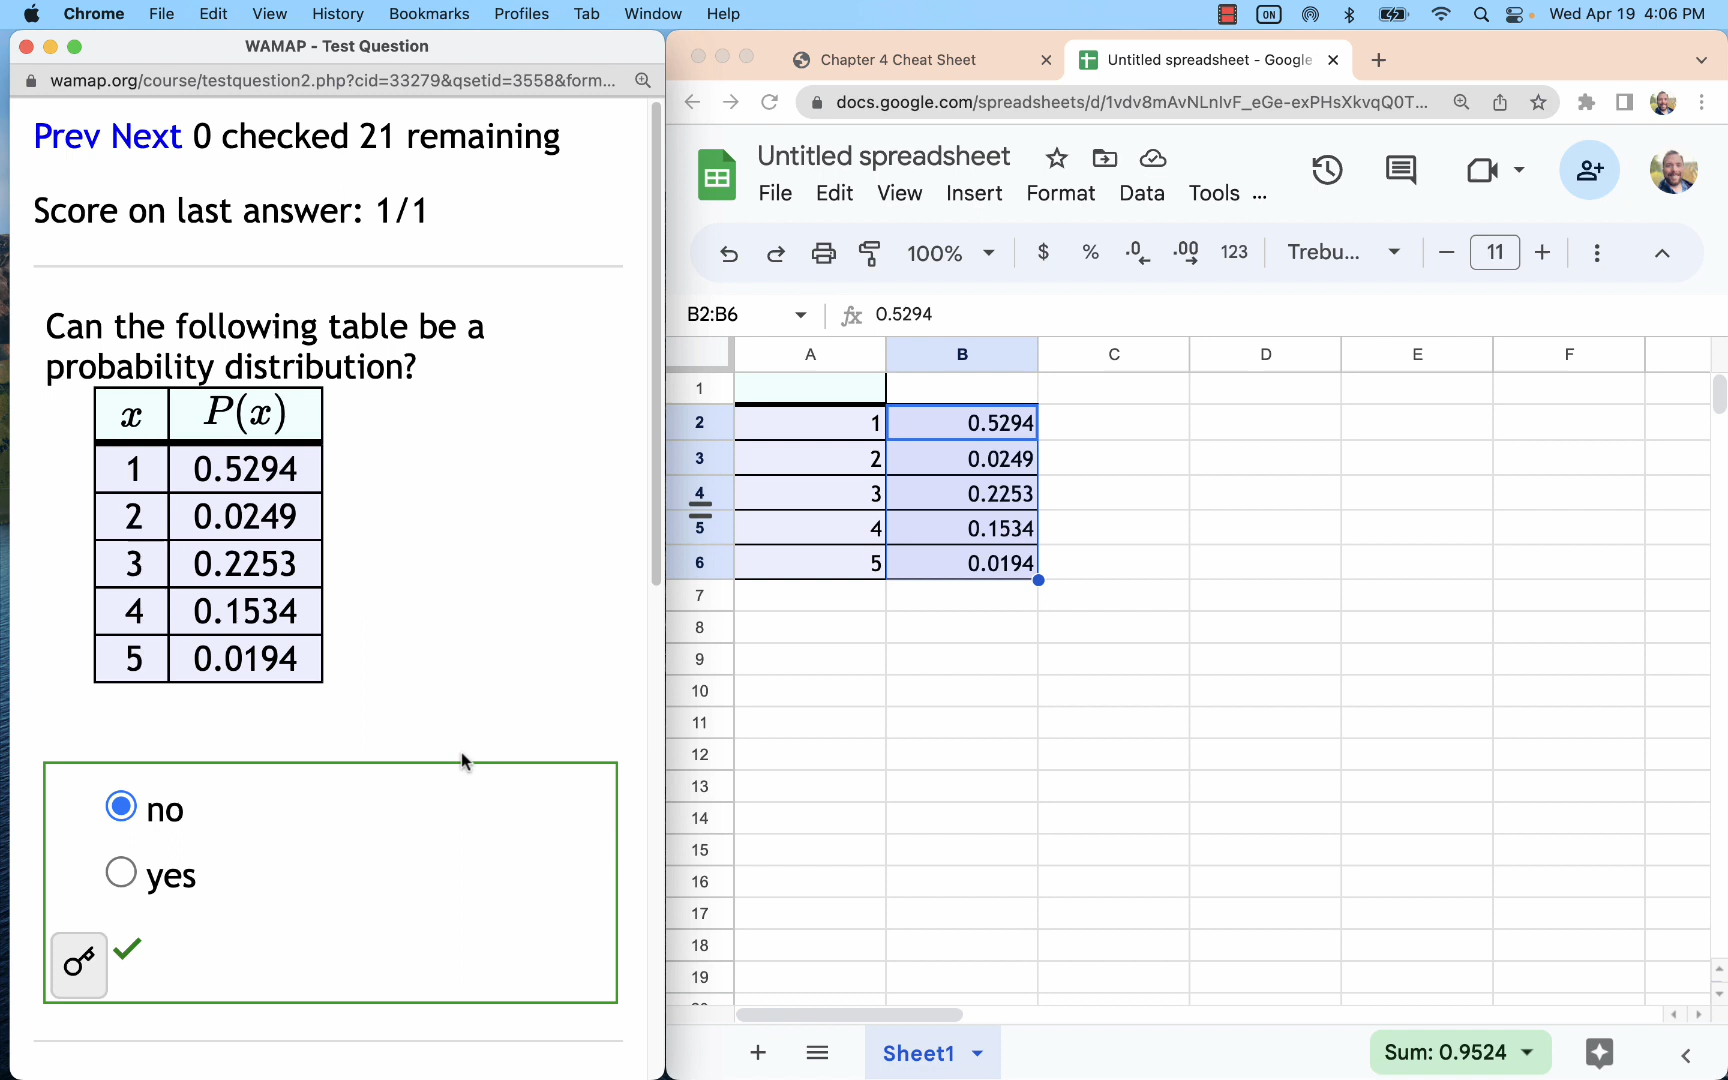 Chrome File Edit View History Bookmarks Profiles Tab Window Help
ON
Wed Apr 19 4:06 PM
WAMAP - Test Question
wamap.org/course/testquestion2.php?cid=33279&qsetid=3558&form...
Prev Next 0 checked 21 remaining
Score on last answer: 1/1
Can the following table be a
probability distribution?
x P(x)
1 0.5294
2 0.0249
3 0.2253
4 0.1534
5 0.0194
no
yes
Chapter 4 Cheat Sheet
Untitled spreadsheet - Google
docs.google.com/spreadsheets/d/1vdv8mAvNLnlvF_eGe-exPHsXkvqQ0T...
Untitled spreadsheet
File Edit View Insert Format Data Tools ...
100% $ % .0 .00 123 Trebu... 11
B2:B6 fx 0.5294
A B C D E F
1
2 1 0.5294
3 2 0.0249
4 3 0.2253
5 4 0.1534
6 5 0.0194
7
8
9
10
11
12
13
14
15
16
17
18
19
Sheet1
Sum: 0.9524